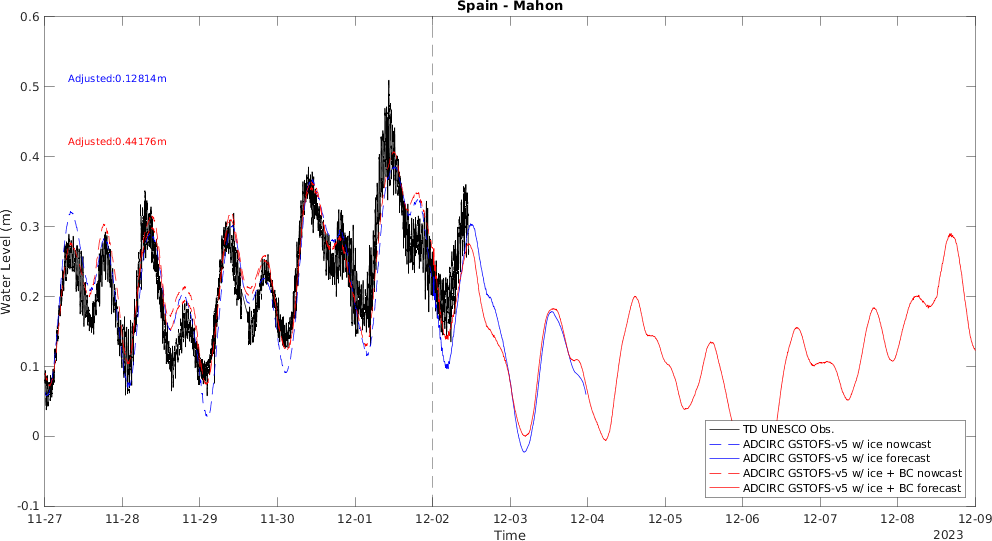 Spain - Mahon
0.6
0.5
0.4
0.3
0.2
0.1
0
-0.1
Water Level (m)
Adjusted:0.12814m
Adjusted:0.44176m
TD UNESCO Obs.
ADCIRC GSTOFS-v5 w/ ice nowcast
ADCIRC GSTOFS-v5 w/ ice forecast
ADCIRC GSTOFS-v5 w/ ice + BC nowcast
ADCIRC GSTOFS-v5 w/ ice + BC forecast
11-27 11-28 11-29 11-30 12-01 12-02 12-03 12-04 12-05 12-06 12-07 12-08 12-09
Time
2023